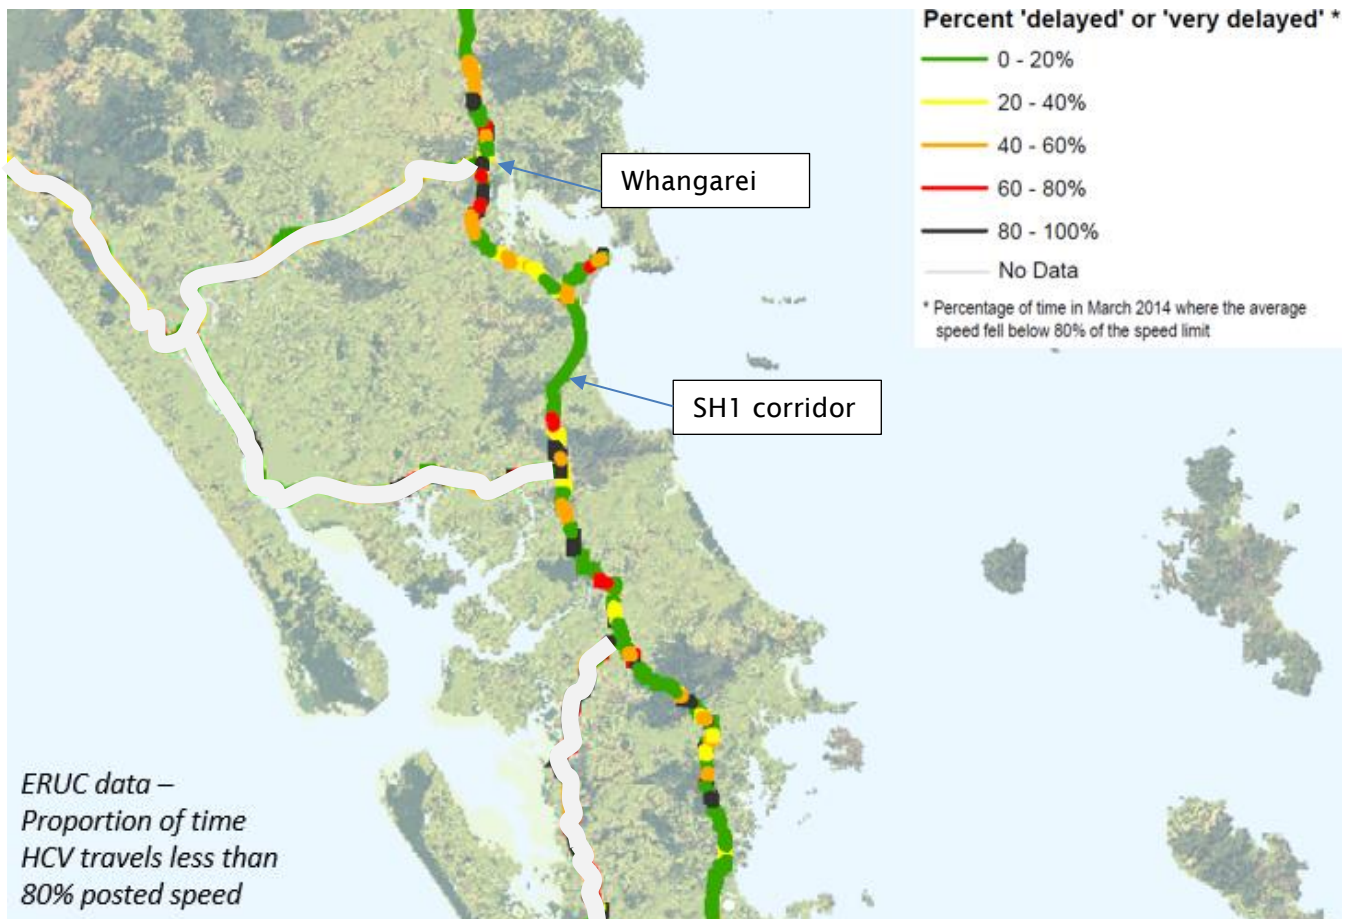 Percent 'delayed' or 'very delayed' *
0 - 20%
20 - 40%
40 - 60%
60 - 80%
80 - 100%
No Data
* Percentage of time in March 2014 where the average
speed fell below 80% of the speed limit
Whangarei
SH1 corridor
ERUC data –
Proportion of time
HCV travels less than
80% posted speed